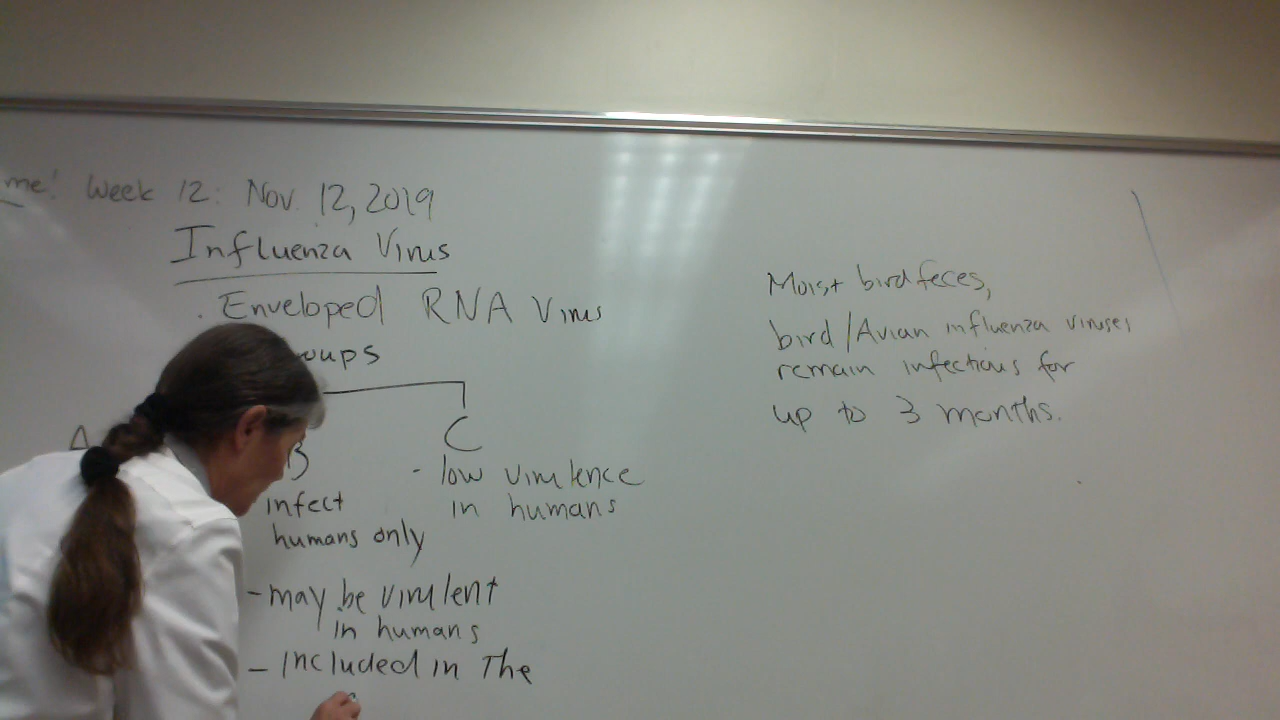 me! Week 12: Nov. 12, 2019
Influenza Virus
. Enveloped RNA Virus
oups
A
B
C
infect
humans only
- low virulence
in humans
- may be virulent
in humans
- Included in The
Moist bird feces,
bird/Avian influenza viruses
remain infectious for
up to 3 months.